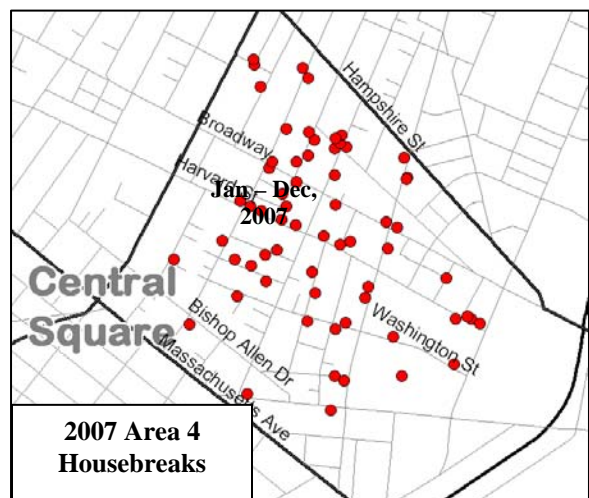 Hampshire St
Broadway
Harvard St
Jan – Dec,
2007
Central
Square
Bishop Allen Dr
Washington St
Massachusetts Ave
2007 Area 4
Housebreaks